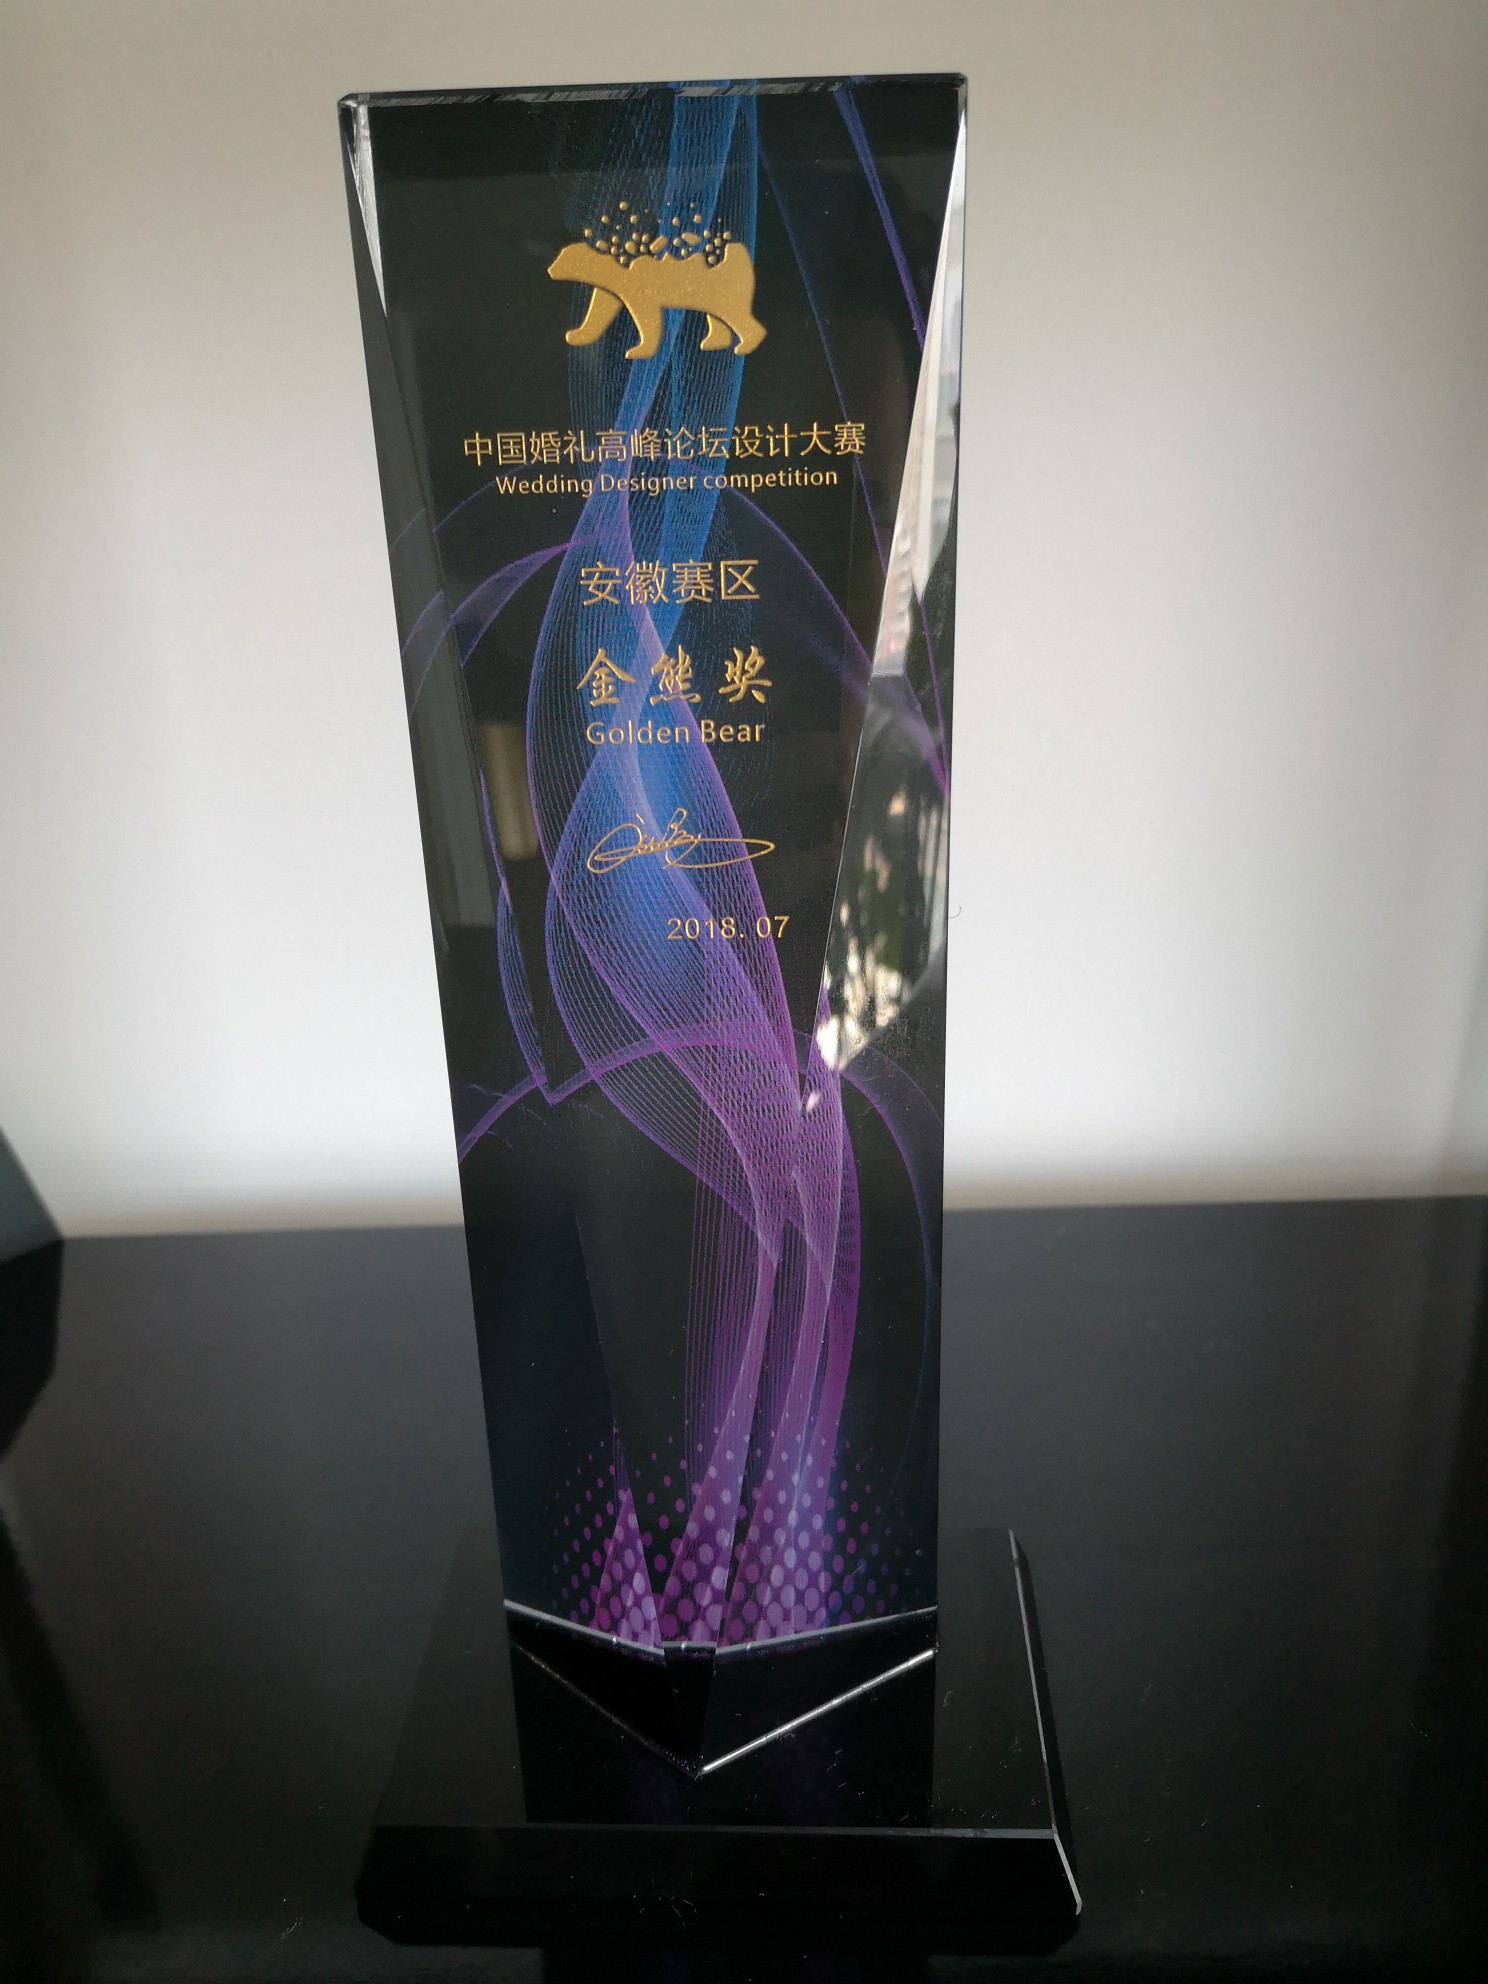 中国婚礼高峰论坛设计大赛
Wedding Designer competition
安徽赛区
金熊奖
Golden Bear
2018.07